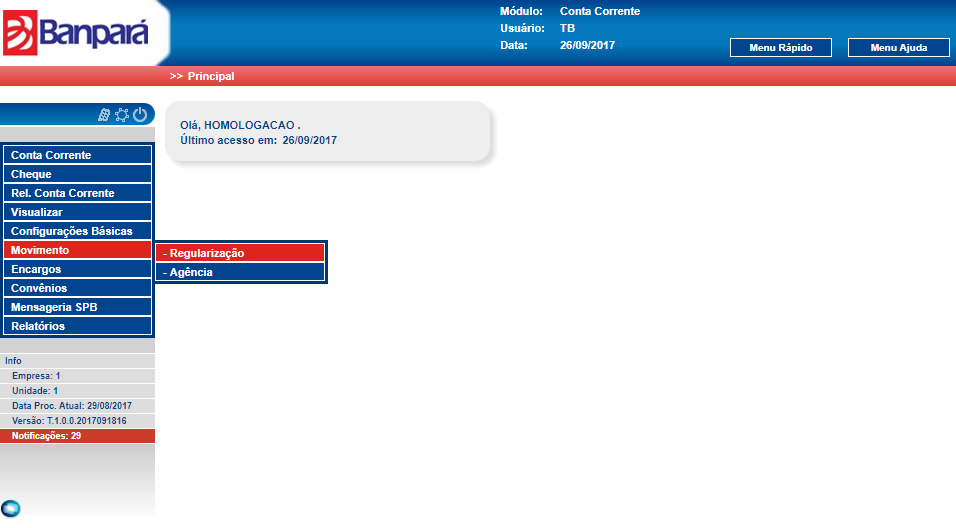 Banpará
Módulo: Conta Corrente
Usuário: TB
Data: 26/09/2017
Menu Rápido
Menu Ajuda
>> Principal
Olá, HOMOLOGACAO .
Último acesso em: 26/09/2017
Conta Corrente
Cheque
Rel. Conta Corrente
Visualizar
Configurações Básicas
Movimento
- Regularização
- Agência
Encargos
Convênios
Mensageria SPB
Relatórios
Info
Empresa: 1
Unidade: 1
Data Proc. Atual: 29/08/2017
Versão: T.1.0.0.2017091816
Notificações: 29